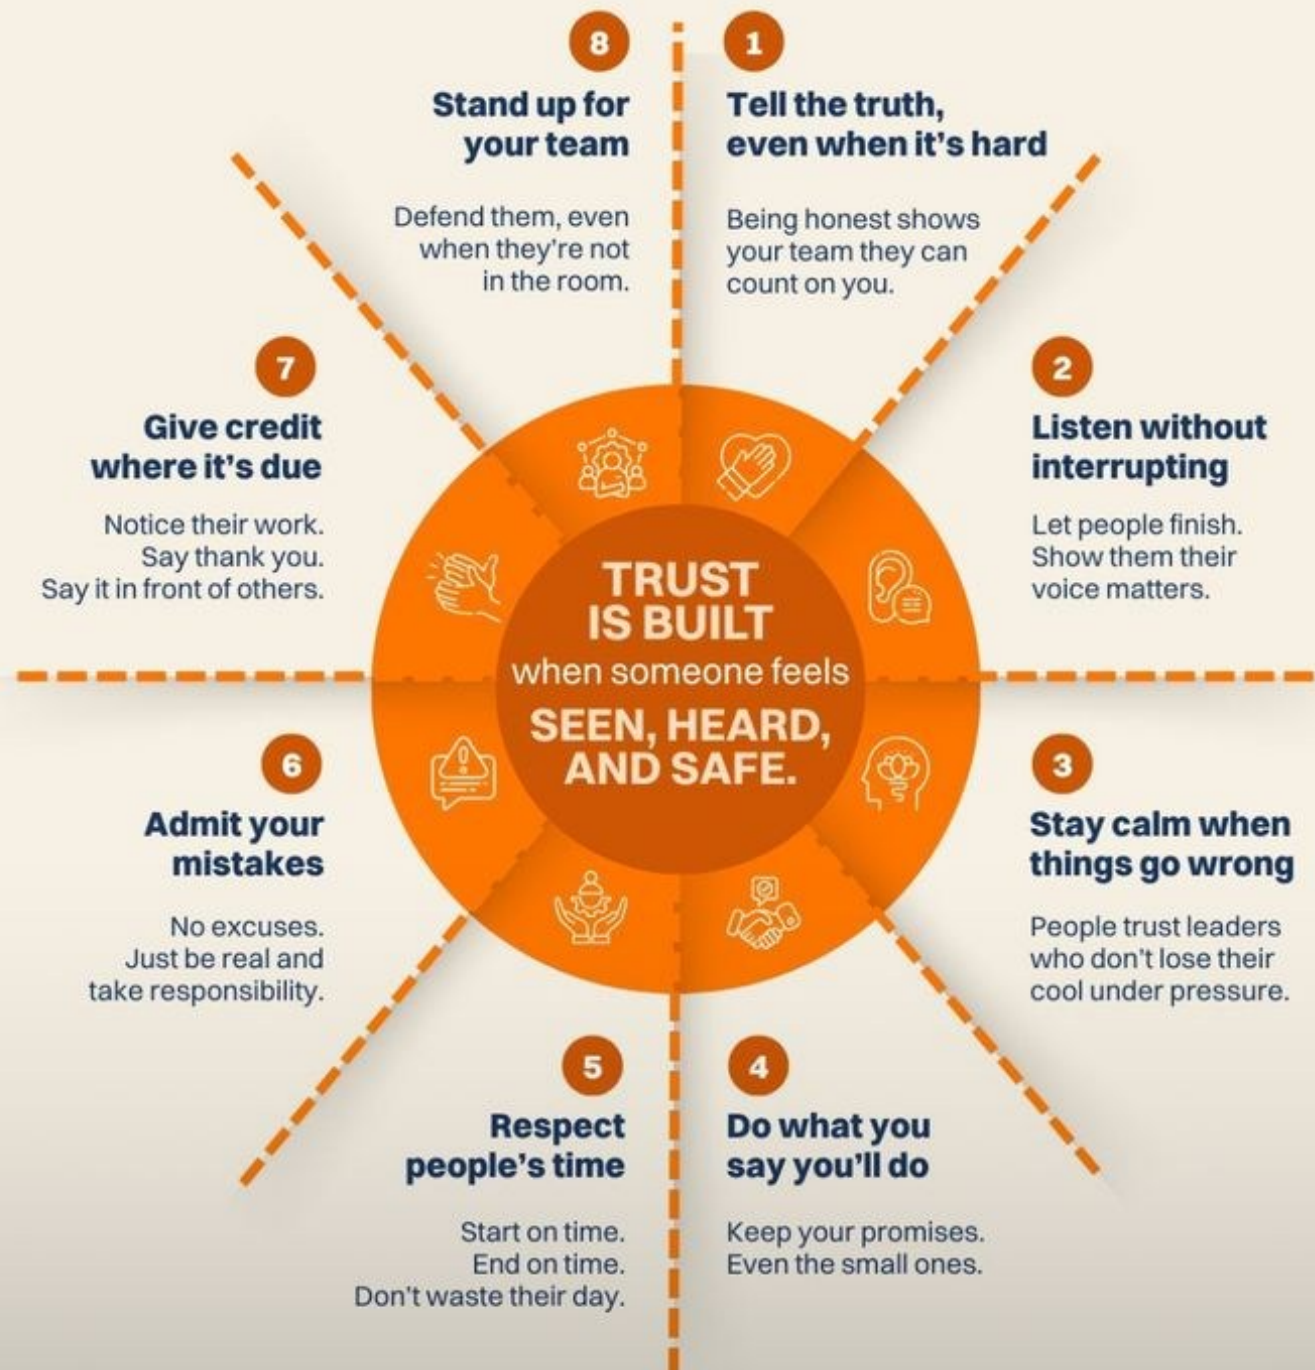 TRUST
IS BUILT
when someone feels
SEEN, HEARD,
AND SAFE.
1
Tell the truth,
even when it's hard
Being honest shows
your team they can
count on you.
2
Listen without
interrupting
Let people finish.
Show them their
voice matters.
3
Stay calm when
things go wrong
People trust leaders
who don't lose their
cool under pressure.
4
Do what you
say you'll do
Keep your promises.
Even the small ones.
5
Respect
people's time
Start on time.
End on time.
Don't waste their day.
6
Admit your
mistakes
No excuses.
Just be real and
take responsibility.
7
Give credit
where it's due
Notice their work.
Say thank you.
Say it in front of others.
8
Stand up for
your team
Defend them, even
when they're not
in the room.